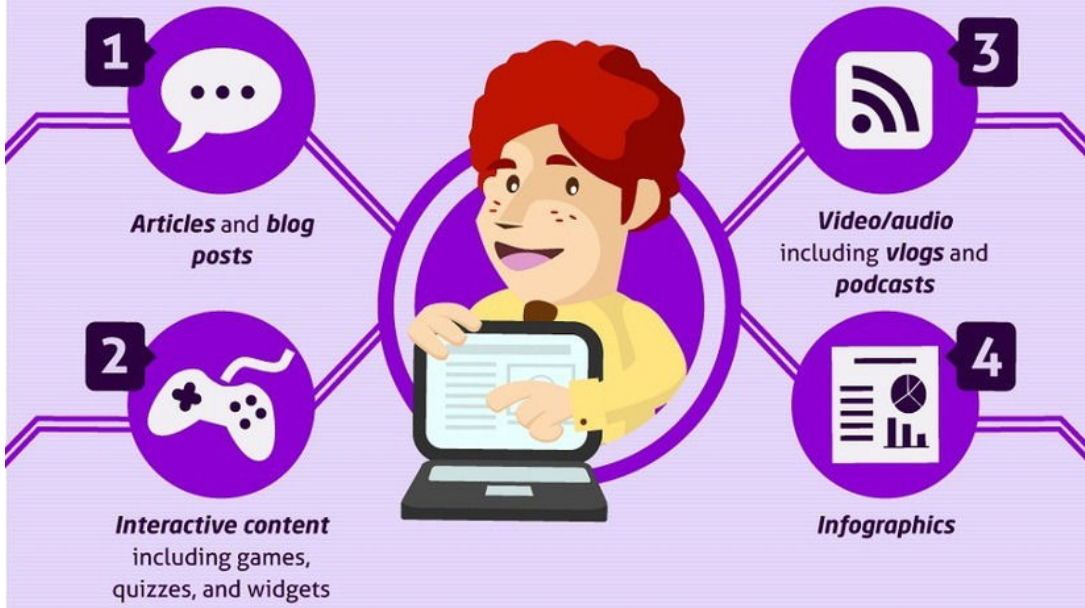 1
Articles and blog
posts
2
Interactive content
including games,
quizzes, and widgets
3
Video/audio
including vlogs and
podcasts
4
Infographics